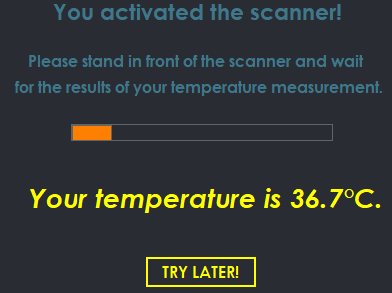 You activated the scanner!
Please stand in front of the scanner and wait
for the results of your temperature measurement.
Your temperature is 36.7°C.
TRY LATER!